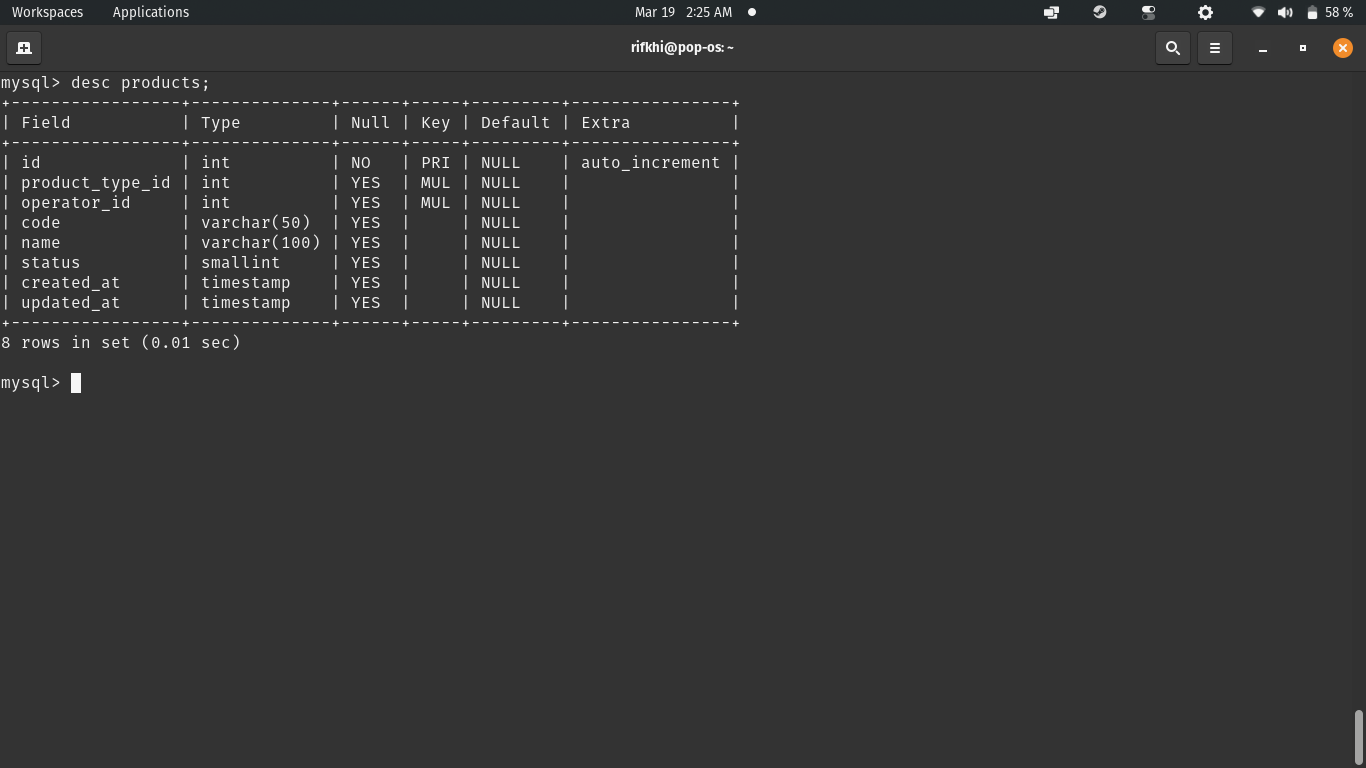 Workspaces Applications Mar 19 2:25 AM 58 %
rifkhi@pop-os: ~
mysql> desc products;
+-----------------+--------------+------+-----+---------+----------------+
| Field           | Type         | Null | Key | Default | Extra          |
+-----------------+--------------+------+-----+---------+----------------+
| id              | int          | NO   | PRI | NULL    | auto_increment |
| product_type_id | int          | YES  | MUL | NULL    |                |
| operator_id     | int          | YES  | MUL | NULL    |                |
| code            | varchar(50)  | YES  |     | NULL    |                |
| name            | varchar(100) | YES  |     | NULL    |                |
| status          | smallint     | YES  |     | NULL    |                |
| created_at      | timestamp    | YES  |     | NULL    |                |
| updated_at      | timestamp    | YES  |     | NULL    |                |
+-----------------+--------------+------+-----+---------+----------------+
8 rows in set (0.01 sec)
mysql>